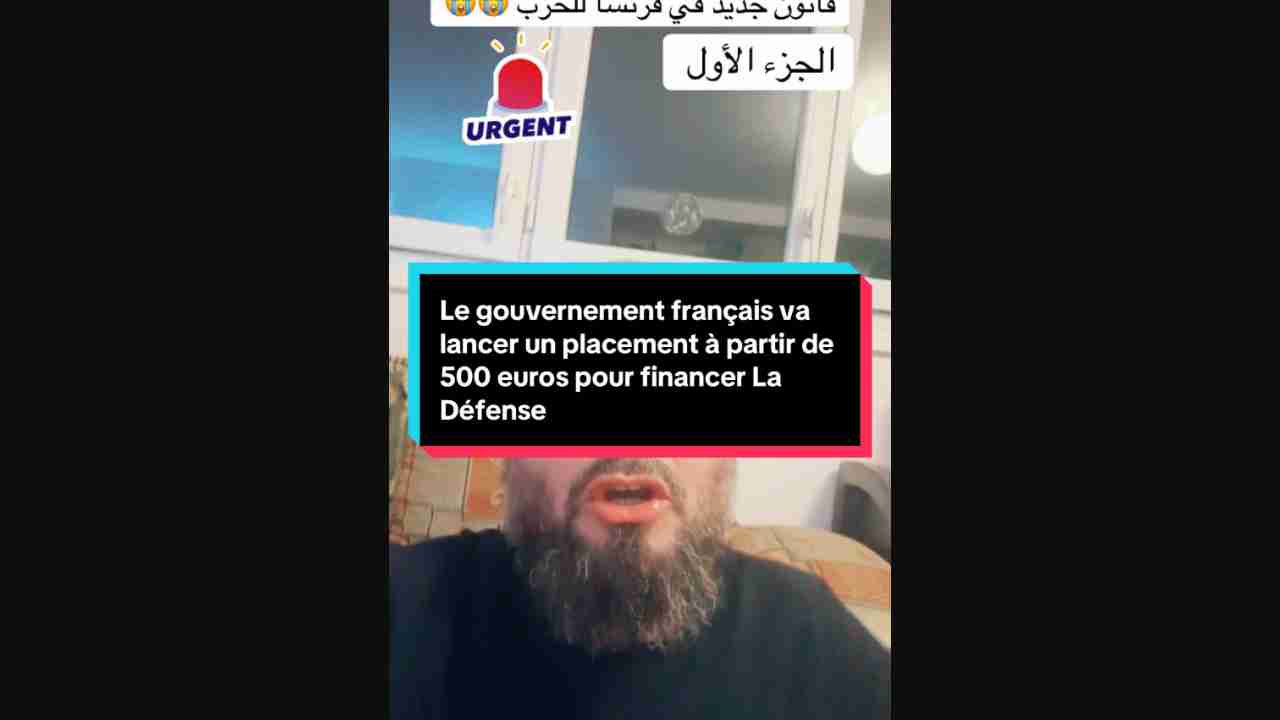 قانون جديد في فرنسا للحرب 😭😭
الجزء الأول
URGENT
Le gouvernement français va
lancer un placement à partir de
500 euros pour financer La
Défense